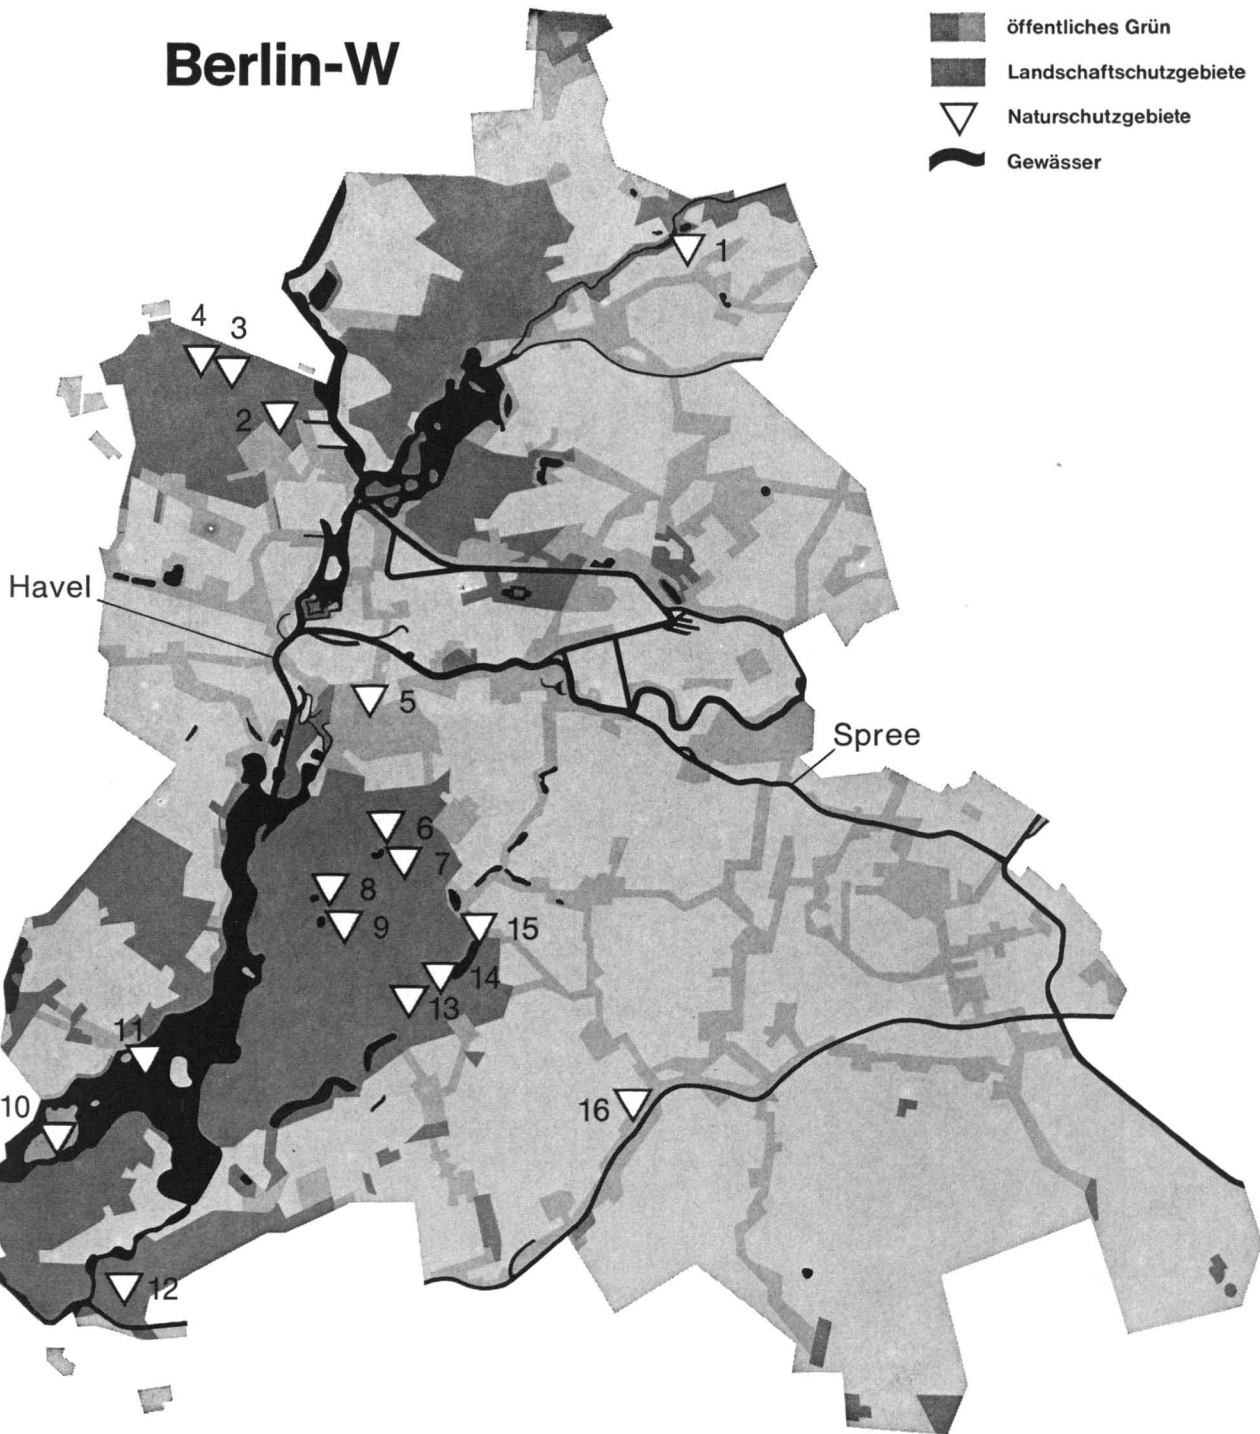 Berlin-W
öffentliches Grün
Landschaftschutzgebiete
Naturschutzgebiete
Gewässer
1
4
3
2
Havel
5
Spree
6
7
8
9
15
14
13
11
10
16
12